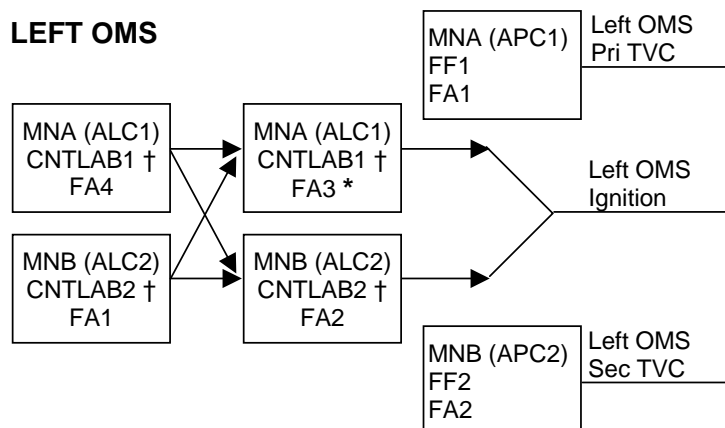 LEFT OMS
MNA (APC1)
FF1
FA1
Left OMS
Pri TVC
MNA (ALC1)
CNTLAB1 †
FA4
MNA (ALC1)
CNTLAB1 †
FA3 *
Left OMS
Ignition
MNB (ALC2)
CNTLAB2 †
FA1
MNB (ALC2)
CNTLAB2 †
FA2
MNB (APC2)
FF2
FA2
Left OMS
Sec TVC